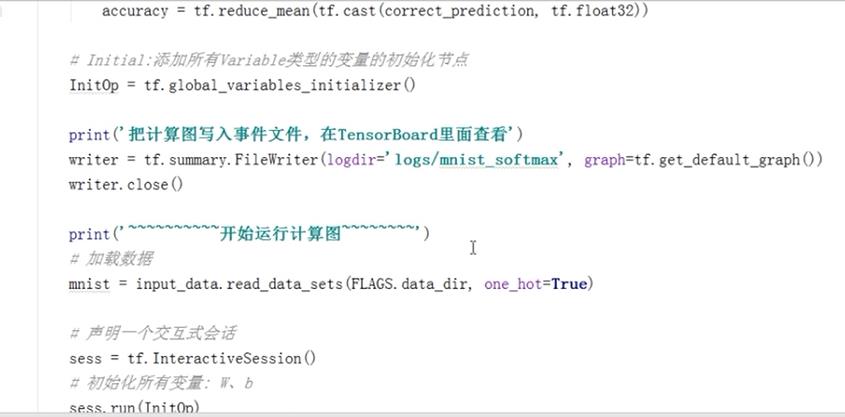 accuracy = tf.reduce_mean(tf.cast(correct_prediction, tf.float32))
# Initial:添加所有Variable类型的变量的初始化节点
InitOp = tf.global_variables_initializer()
print('把计算图写入事件文件，在TensorBoard里面查看')
writer = tf.summary.FileWriter(logdir='logs/mnist_softmax', graph=tf.get_default_graph())
writer.close()
print('~~~~~~~~~~开始运行计算图~~~~~~~~')
# 加载数据
mnist = input_data.read_data_sets(FLAGS.data_dir, one_hot=True)
# 声明一个交互式会话
sess = tf.InteractiveSession()
# 初始化所有变量: W、b
sess.run(InitOp)